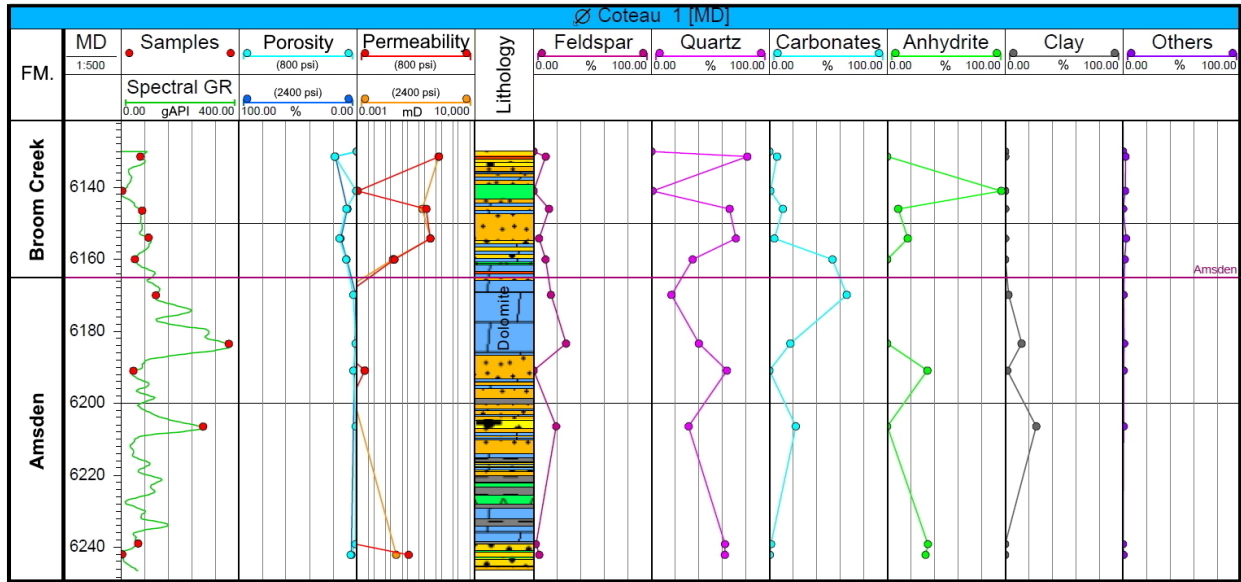 Ø Coteau 1 [MD]
FM. MD Samples Porosity Permeability Lithology Feldspar Quartz Carbonates Anhydrite Clay Others
1:500 (800 psi) (800 psi) 0.00 % 100.00 0.00 % 100.00 0.00 % 100.00 0.00 % 100.00 0.00 % 100.00 0.00 % 100.00
Spectral GR (2400 psi) (2400 psi)
0.00 gAPI 400.00 100.00 % 0.00 0.001 mD 10,000
Broom Creek
6140
6160
Amsden
6180
Dolomite
6200
Amsden
6220
6240